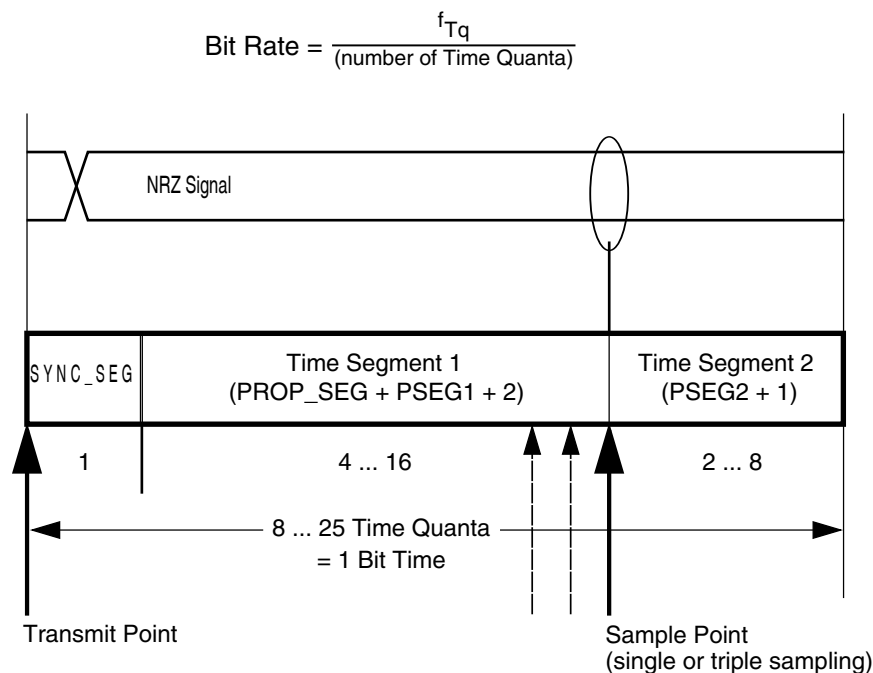 Bit Rate = fTq
(number of Time Quanta)
NRZ Signal
SYNC_SEG
Time Segment 1
(PROP_SEG + PSEG1 + 2)
Time Segment 2
(PSEG2 + 1)
1
4 ... 16
2 ... 8
8 ... 25 Time Quanta
= 1 Bit Time
Transmit Point
Sample Point
(single or triple sampling)